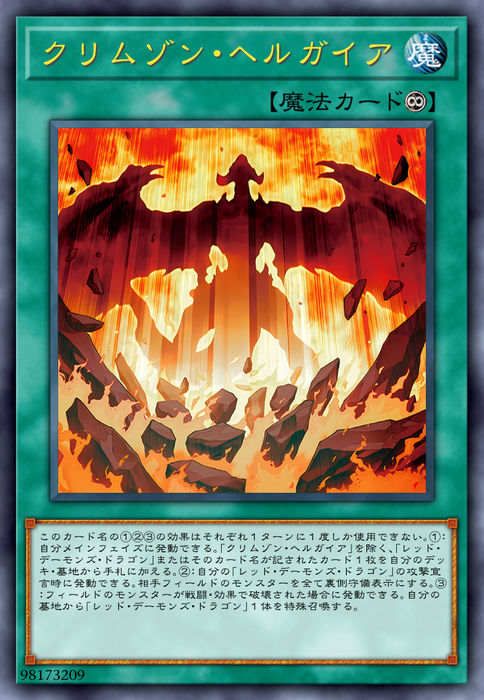 クリムゾン・ヘルガイア
魔
【魔法カード】
このカード名の①②③の効果はそれぞれ1ターンに1度しか使用できない。①:
自分メインフェイズに発動できる。「クリムゾン・ヘルガイア」を除く、「レッド・
デーモンズ・ドラゴン」またはそのカード名が記されたカード1枚を自分のデッ
キ・墓地から手札に加える。②:自分の「レッド・デーモンズ・ドラゴン」の攻撃宣
言時に発動できる。相手フィールドのモンスターを全て裏側守備表示にする。③
:フィールドのモンスターが戦闘・効果で破壊された場合に発動できる。自分の
墓地から「レッド・デーモンズ・ドラゴン」1体を特殊召喚する。
98173209